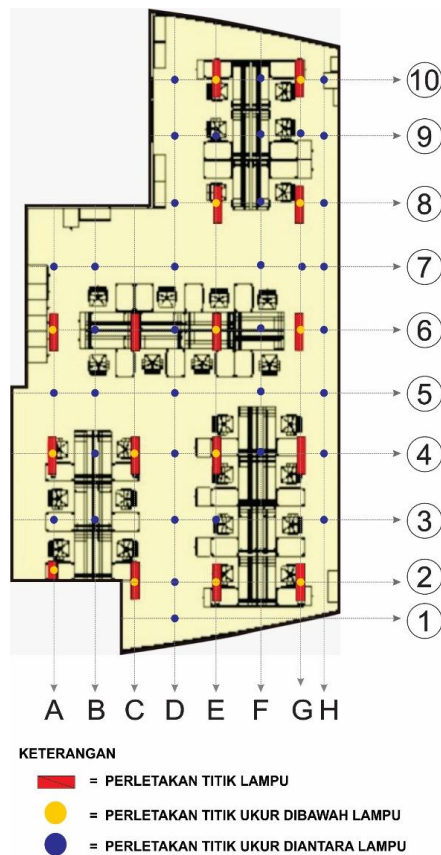 10
9
8
7
6
5
4
3
2
1
A B C D E F G H
KETERANGAN
= PERLETAKAN TITIK LAMPU
= PERLETAKAN TITIK UKUR DIBAWAH LAMPU
= PERLETAKAN TITIK UKUR DIANTARA LAMPU